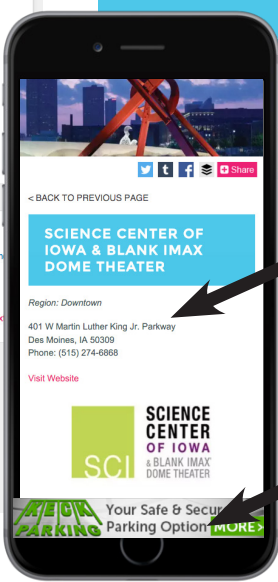 Share
< BACK TO PREVIOUS PAGE
SCIENCE CENTER OF
IOWA & BLANK IMAX
DOME THEATER
Region: Downtown
401 W Martin Luther King Jr. Parkway
Des Moines, IA 50309
Phone: (515) 274-6868
Visit Website
SCI
SCIENCE
CENTER
OF IOWA
& BLANK IMAX
DOME THEATER
PARKING
Your Safe & Secure
Parking Option
MORE>